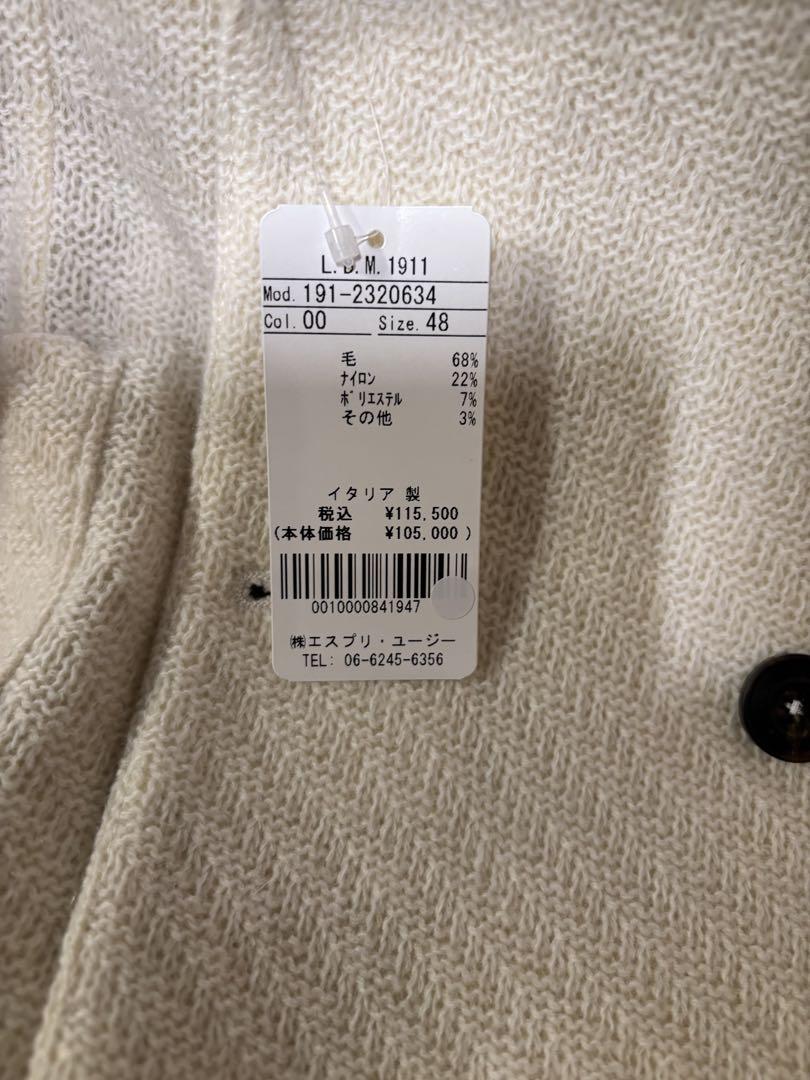 L.B.M. 1911
Mod. 191-2320634
Col. 00 Size. 48
毛 68%
ﾅｲﾛﾝ 22%
ﾎﾟﾘｴｽﾃﾙ 7%
その他 3%
イタリア 製
税込 ¥115,500
(本体価格 ¥105,000 )
0010000841947
㈱エスプリ・ユージー
TEL: 06-6245-6356